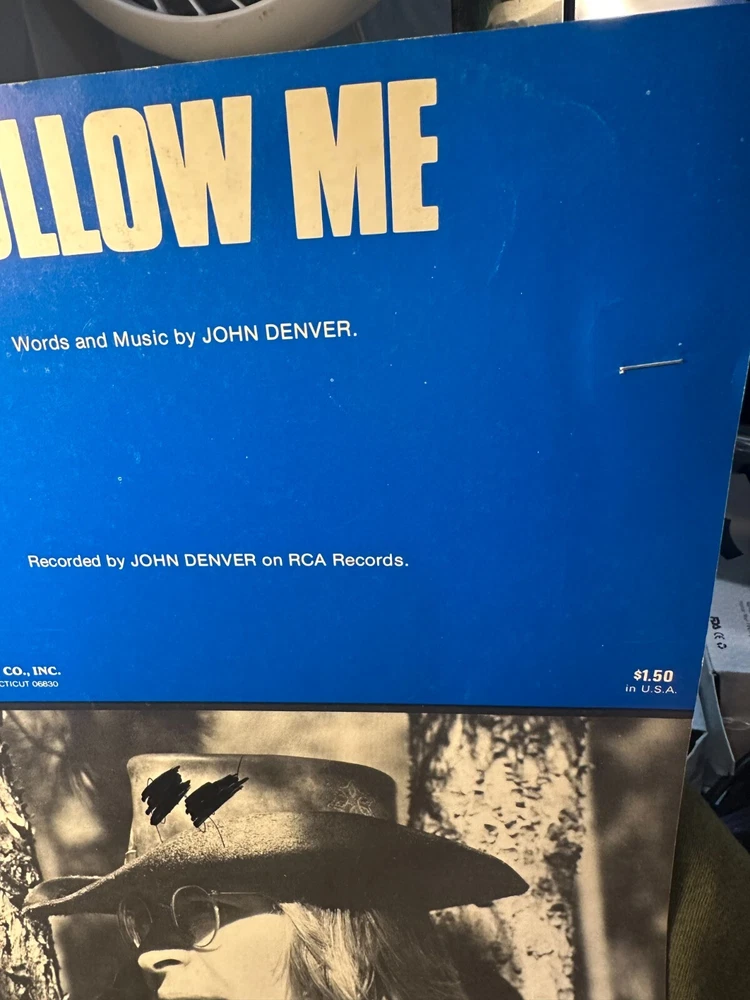 OLLOW ME
Words and Music by JOHN DENVER.
Recorded by JOHN DENVER on RCA Records.
CO., INC.
CTICUT 06830
$1.50
in U.S.A.